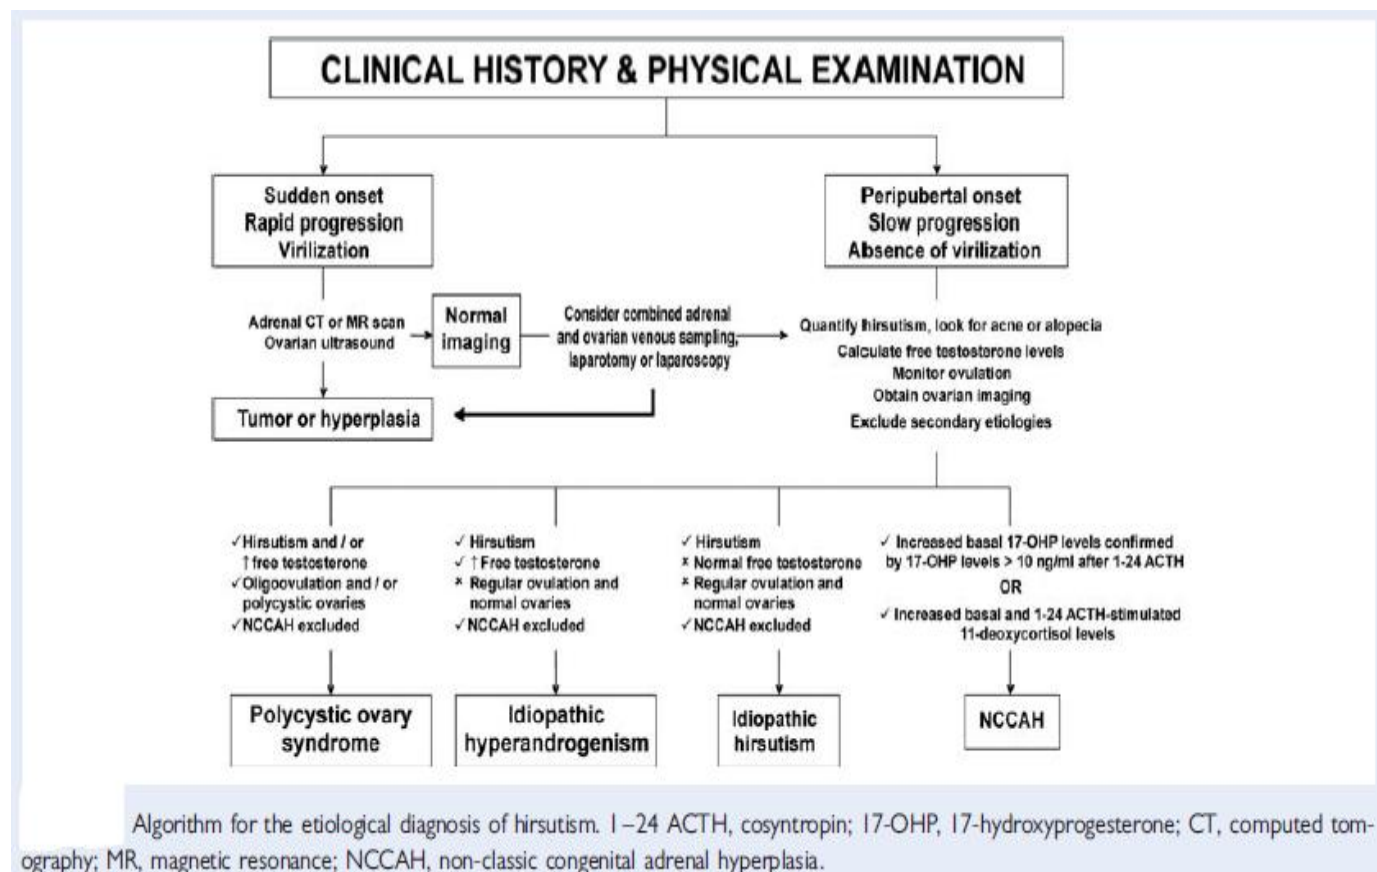 CLINICAL HISTORY & PHYSICAL EXAMINATION
Sudden onset
Rapid progression
Virilization
Peripubertal onset
Slow progression
Absence of virilization
Adrenal CT or MR scan
Ovarian ultrasound
Normal
imaging
Consider combined adrenal
and ovarian venous sampling,
laparotomy or laparoscopy
Quantify hirsutism, look for acne or alopecia
Calculate free testosterone levels
Monitor ovulation
Obtain ovarian imaging
Exclude secondary etiologies
Tumor or hyperplasia
✓Hirsutism and / or
↑ free testosterone
✓Oligoovulation and / or
polycystic ovaries
✓NCCAH excluded
✓ Hirsutism
✓ ↑ Free testosterone
× Regular ovulation and
normal ovaries
✓ NCCAH excluded
✓ Hirsutism
× Normal free testosterone
× Regular ovulation and
normal ovaries
✓ NCCAH excluded
✓ Increased basal 17-OHP levels confirmed
by 17-OHP levels > 10 ng/ml after 1-24 ACTH
OR
✓ Increased basal and 1-24 ACTH-stimulated
11-deoxycortisol levels
Polycystic ovary
syndrome
Idiopathic
hyperandrogenism
Idiopathic
hirsutism
NCCAH
Algorithm for the etiological diagnosis of hirsutism. 1–24 ACTH, cosyntropin; 17-OHP, 17-hydroxyprogesterone; CT, computed tom-
ography; MR, magnetic resonance; NCCAH, non-classic congenital adrenal hyperplasia.